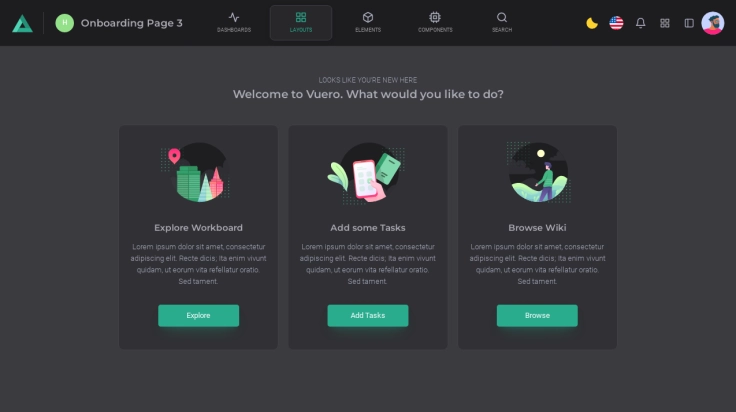 H
Onboarding Page 3
DASHBOARDS
LAYOUTS
ELEMENTS
COMPONENTS
SEARCH
LOOKS LIKE YOU'RE NEW HERE
Welcome to Vuero. What would you like to do?
Explore Workboard
Lorem ipsum dolor sit amet, consectetur
adipiscing elit. Recte dicis; Ita enim vivunt
quidam, ut eorum vita refellatur oratio.
Sed tament
Explore
Add some Tasks
Lorem ipsum dolor sit amet, consectetur
adipiscing elit. Recte dicis; Ita enim vivunt
quidam, ut eorum vita refellatur oratio.
Sed tament
Add Tasks
Browse Wiki
Lorem ipsum dolor sit amet, consectetur
adipiscing elit. Recte dicis; Ita enim vivunt
quidam, ut eorum vita refellatur oratio.
Sed tament
Browse